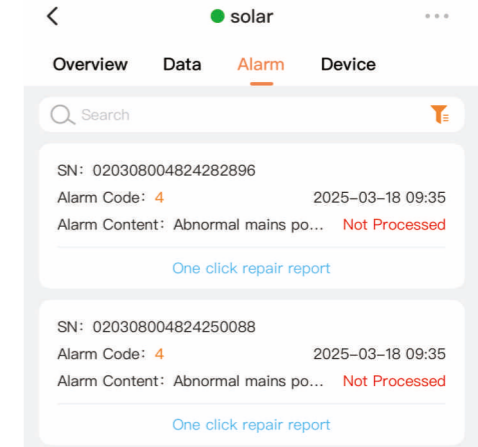 solar
Overview Data Alarm Device
Search
SN：020308004824282896
Alarm Code：4 2025-03-18 09:35
Alarm Content：Abnormal mains po... Not Processed
One click repair report
SN：020308004824250088
Alarm Code：4 2025-03-18 09:35
Alarm Content：Abnormal mains po... Not Processed
One click repair report